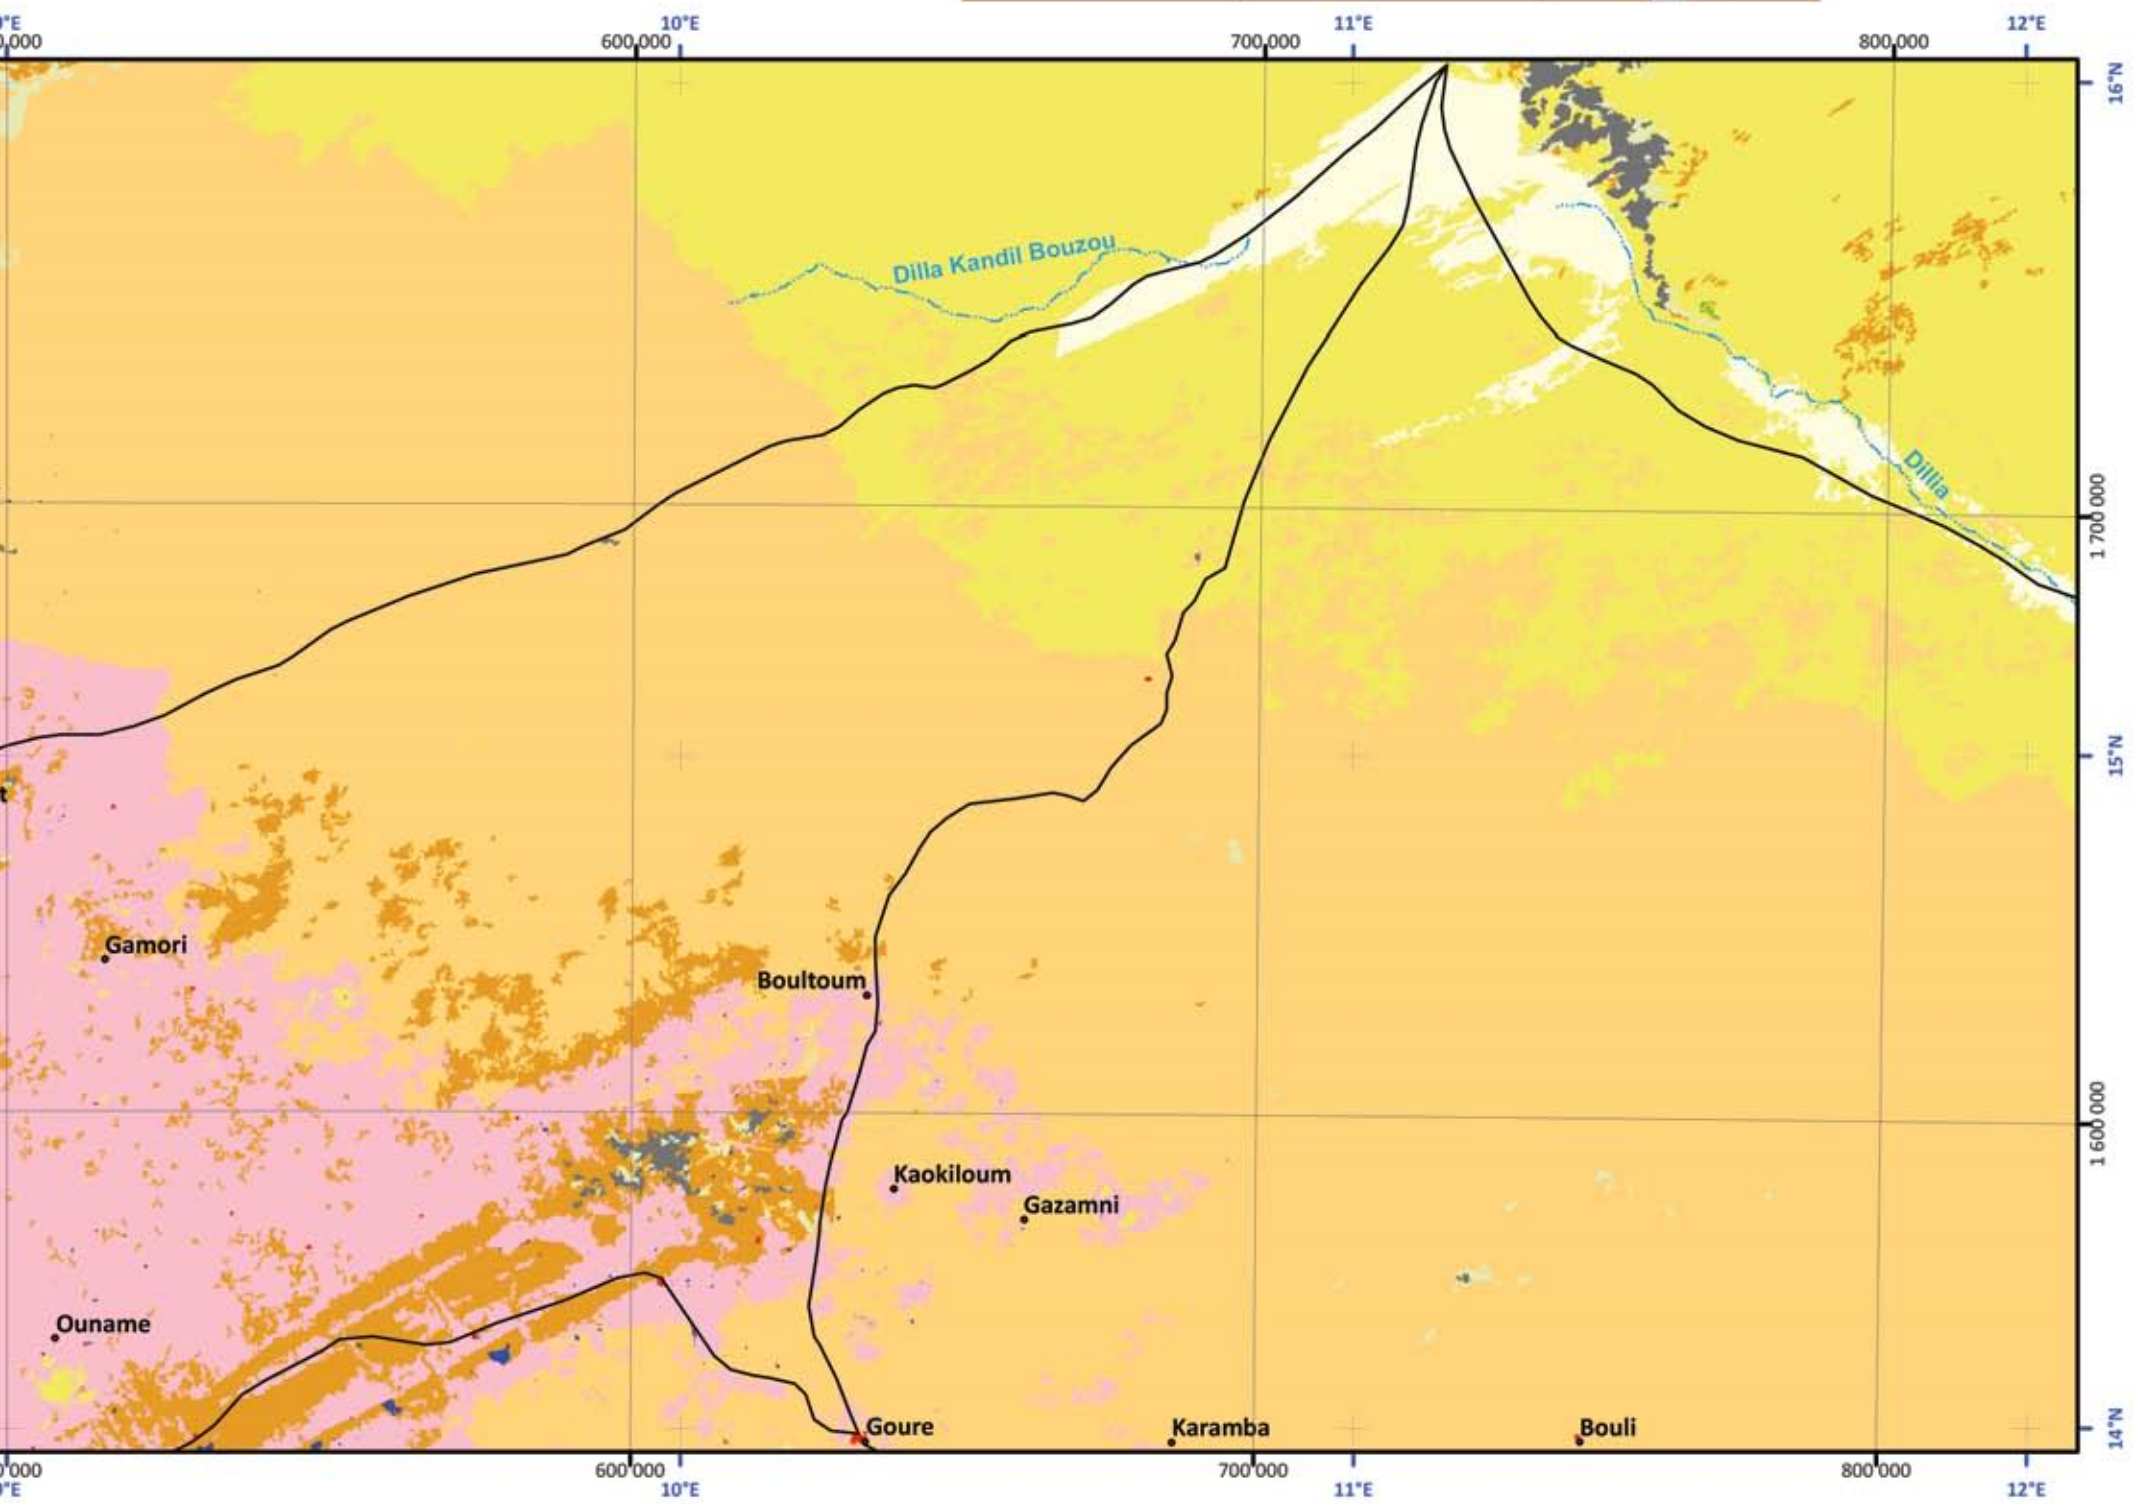 °E 10°E 11°E 12°E
0,000 600,000 700,000 800,000
16°N
Dilla Kandil Bouzou
Dillia
1 700 000
15°N
t
Gamori
Boultoum
1 600 000
Kaokiloum
Gazamni
Ouname
Goure
Karamba
Bouli
14°N
0'000 600'000 700'000 800'000
°E 10°E 11°E 12°E